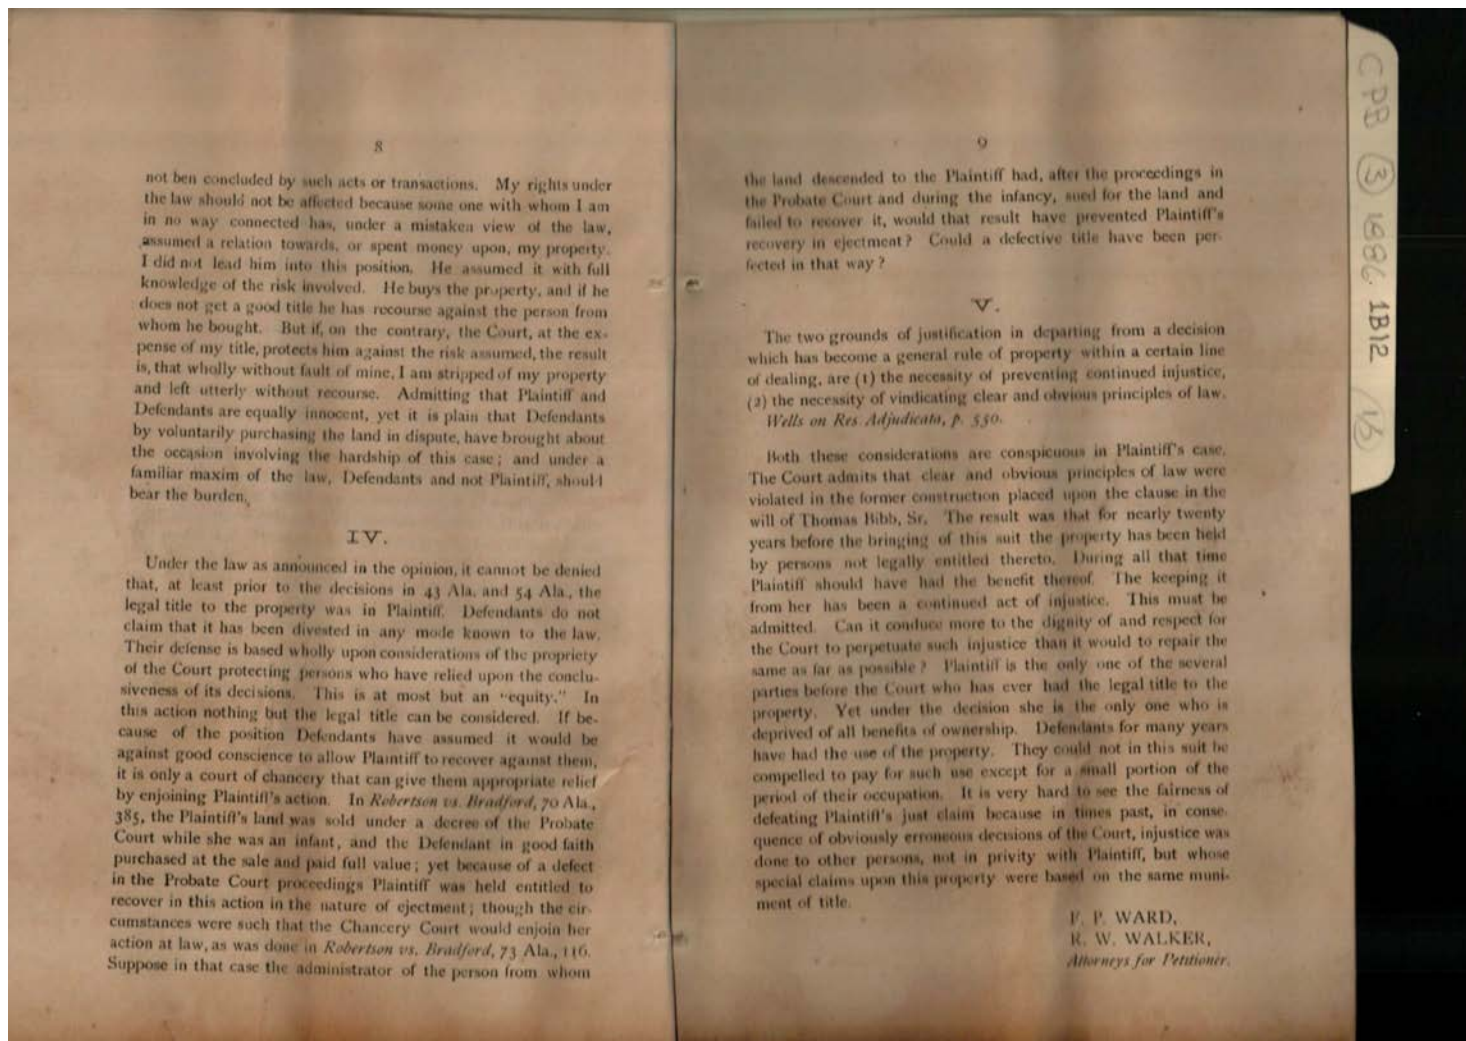 8
not ben concluded by such acts or transactions. My rights under
the law should not be affected because some one with whom I am
in no way connected has, under a mistaken view of the law,
assumed a relation towards, or spent money upon, my property.
I did not lead him into this position. He assumed it with full
knowledge of the risk involved. He buys the property, and if he
does not get a good title he has recourse against the person from
whom he bought. But if, on the contrary, the Court, at the ex-
pense of my title, protects him against the risk assumed, the result
is, that wholly without fault of mine, I am stripped of my property
and left utterly without recourse. Admitting that Plaintiff and
Defendants are equally innocent, yet it is plain that Defendants
by voluntarily purchasing the land in dispute, have brought about
the occasion involving the hardship of this case; and under a
familiar maxim of the law, Defendants and not Plaintiff, should
bear the burden.
IV.
Under the law as announced in the opinion, it cannot be denied
that, at least prior to the decisions in 43 Ala. and 54 Ala., the
legal title to the property was in Plaintiff. Defendants do not
claim that it has been divested in any mode known to the law.
Their defense is based wholly upon considerations of the propriety
of the Court protecting persons who have relied upon the conclu-
siveness of its decisions. This is at most but an "equity." In
this action nothing but the legal title can be considered. If be-
cause of the position Defendants have assumed it would be
against good conscience to allow Plaintiff to recover against them,
it is only a court of chancery that can give them appropriate relief
by enjoining Plaintiff's action. In Robertson vs. Bradford, 70 Ala.,
385, the Plaintiff's land was sold under a decree of the Probate
Court while she was an infant, and the Defendant in good faith
purchased at the sale and paid full value; yet because of a defect
in the Probate Court proceedings Plaintiff was held entitled to
recover in this action in the nature of ejectment; though the cir-
cumstances were such that the Chancery Court would enjoin her
action at law, as was done in Robertson vs. Bradford, 73 Ala., 116.
Suppose in that case the administrator of the person from whom
9
the land descended to the Plaintiff had, after the proceedings in
the Probate Court and during the infancy, sued for the land and
failed to recover it, would that result have prevented Plaintiff's
recovery in ejectment? Could a defective title have been per-
fected in that way?
V.
The two grounds of justification in departing from a decision
which has become a general rule of property within a certain line
of dealing, are (1) the necessity of preventing continued injustice,
(2) the necessity of vindicating clear and obvious principles of law.
Wells on Res. Adjudicato, p. 550.
Both these considerations are conspicuous in Plaintiff's case.
The Court admits that clear and obvious principles of law were
violated in the former construction placed upon the clause in the
will of Thomas Bibb, Sr. The result was that for nearly twenty
years before the bringing of this suit the property has been held
by persons not legally entitled thereto. During all that time
Plaintiff should have had the benefit thereof. The keeping it
from her has been a continued act of injustice. This must be
admitted. Can it conduce more to the dignity of and respect for
the Court to perpetuate such injustice than it would to repair the
same as far as possible? Plaintiff is the only one of the several
parties before the Court who has ever had the legal title to the
property. Yet under the decision she is the only one who is
deprived of all benefits of ownership. Defendants for many years
have had the use of the property. They could not in this suit be
compelled to pay for such use except for a small portion of the
period of their occupation. It is very hard to see the fairness of
defeating Plaintiff's just claim because in times past, in conse-
quence of obviously erroneous decisions of the Court, injustice was
done to other persons, not in privity with Plaintiff, but whose
special claims upon this property were based on the same muni-
ment of title.
F. P. WARD,
R. W. WALKER,
Attorneys for Petitioner.
CPB 3 1886. 1B12 16